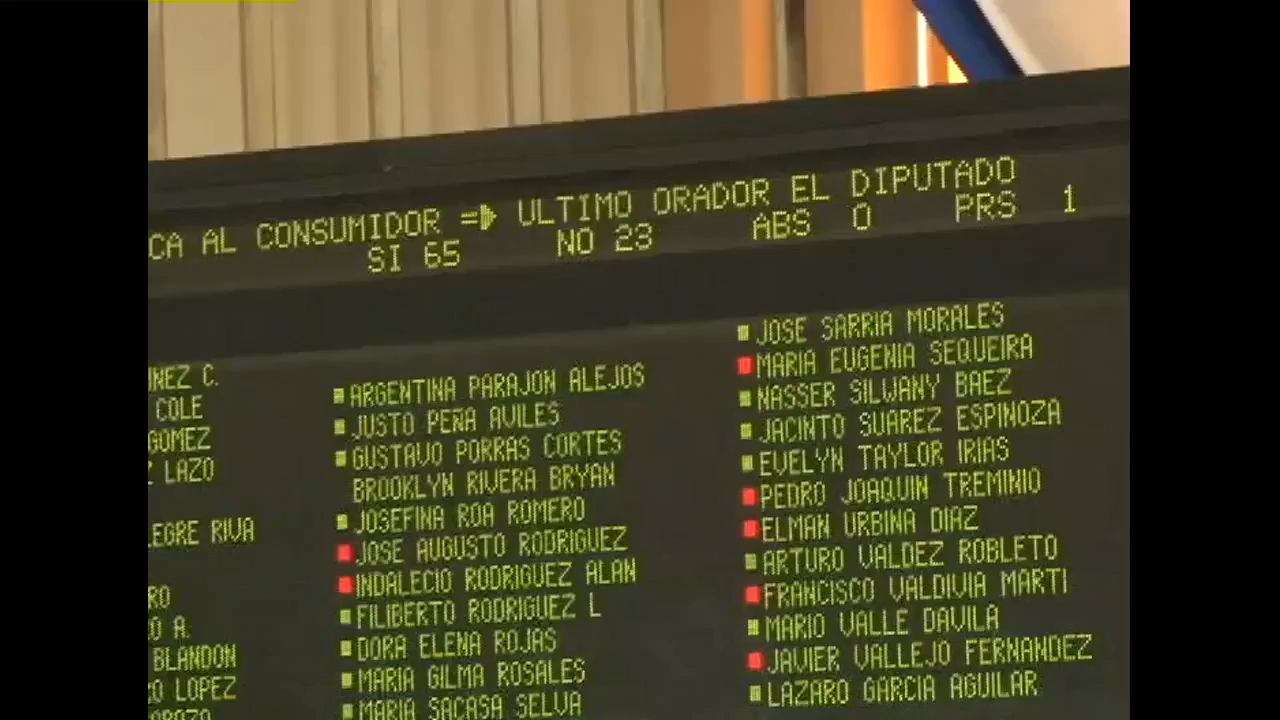 CA AL CONSUMIDOR => ULTIMO ORADOR EL DIPUTADO
SI 65 NO 23 ABS 0 PRS 1
INEZ C.
COLE
GOMEZ
Z LAZO
LEGRE RIVA
RO
O A.
BLANDON
O LOPEZ
ARGENTINA PARAJON ALEJOS
JUSTO PEÑA AVILES
GUSTAVO PORRAS CORTES
BROOKLYN RIVERA BRYAN
JOSEFINA ROA ROMERO
JOSE AUGUSTO RODRIGUEZ
INDALECIO RODRIGUEZ ALAN
FILIBERTO RODRIGUEZ L
DORA ELENA ROJAS
MARIA GILMA ROSALES
MARIA SACASA SELVA
JOSE SARRIA MORALES
MARIA EUGENIA SEQUEIRA
NASSER SILWANY BAEZ
JACINTO SUAREZ ESPINOZA
EVELYN TAYLOR IRIAS
PEDRO JOAQUIN TREMINIO
ELMAN URBINA DIAZ
ARTURO VALDEZ ROBLETO
FRANCISCO VALDIVIA MARTI
MARIO VALLE DAVILA
JAVIER VALLEJO FERNANDEZ
LAZARO GARCIA AGUILAR